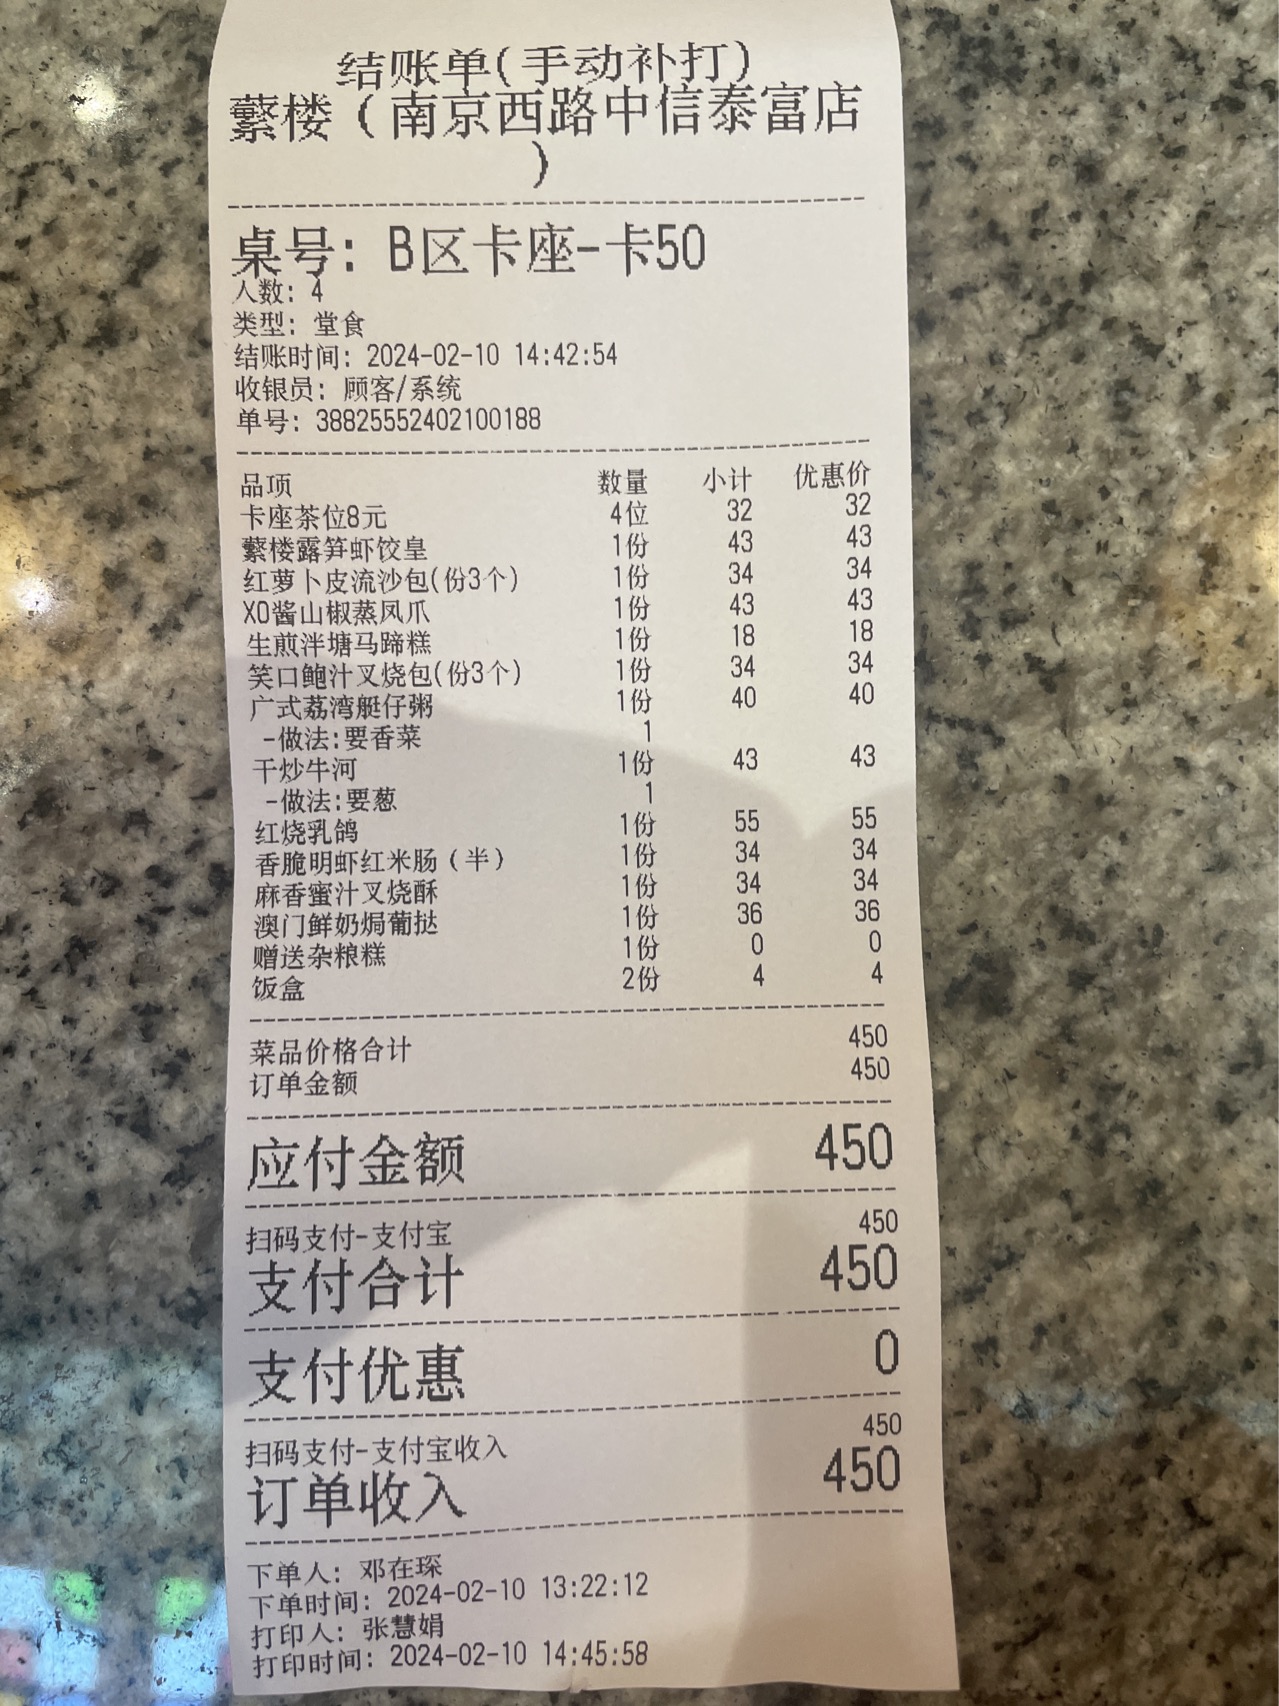 结账单(手动补打)
蘩楼（南京西路中信泰富店
）
桌号: B区卡座-卡50
人数: 4
类型: 堂食
结账时间: 2024-02-10 14:42:54
收银员: 顾客/系统
单号: 38825552402100188
品项 数量 小计 优惠价
卡座茶位8元 4位 32 32
蘩楼露笋虾饺皇 1份 43 43
红萝卜皮流沙包(份3个) 1份 34 34
XO酱山椒蒸凤爪 1份 43 43
生煎泮塘马蹄糕 1份 18 18
笑口鲍汁叉烧包(份3个) 1份 34 34
广式荔湾艇仔粥 1份 40 40
-做法:要香菜 1
干炒牛河 1份 43 43
-做法:要葱 1
红烧乳鸽 1份 55 55
香脆明虾红米肠（半） 1份 34 34
麻香蜜汁叉烧酥 1份 34 34
澳门鲜奶焗葡挞 1份 36 36
赠送杂粮糕 1份 0 0
饭盒 2份 4 4
菜品价格合计 450
订单金额 450
应付金额 450
扫码支付-支付宝 450
支付合计 450
支付优惠 0
扫码支付-支付宝收入 450
订单收入 450
下单人: 邓在琛
下单时间: 2024-02-10 13:22:12
打印人: 张慧娟
打印时间: 2024-02-10 14:45:58